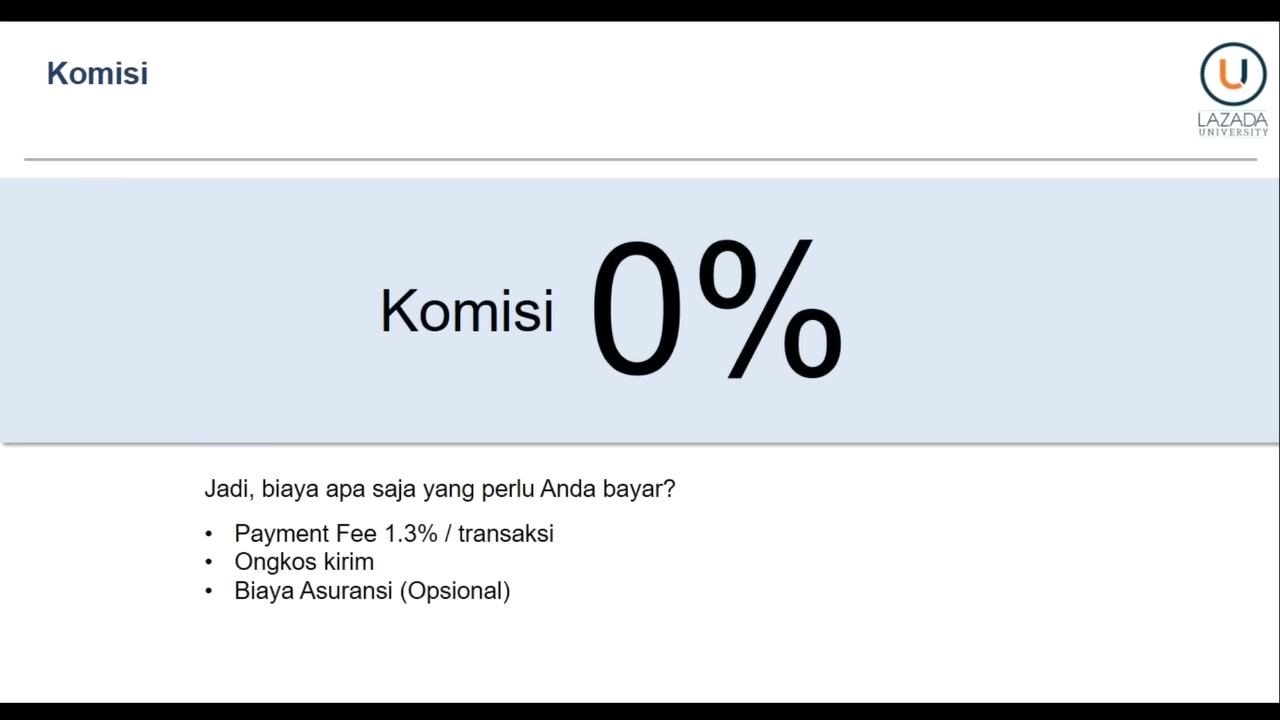 Komisi
LAZADA
UNIVERSITY
Komisi 0%
Jadi, biaya apa saja yang perlu Anda bayar?
• Payment Fee 1.3% / transaksi
• Ongkos kirim
• Biaya Asuransi (Opsional)